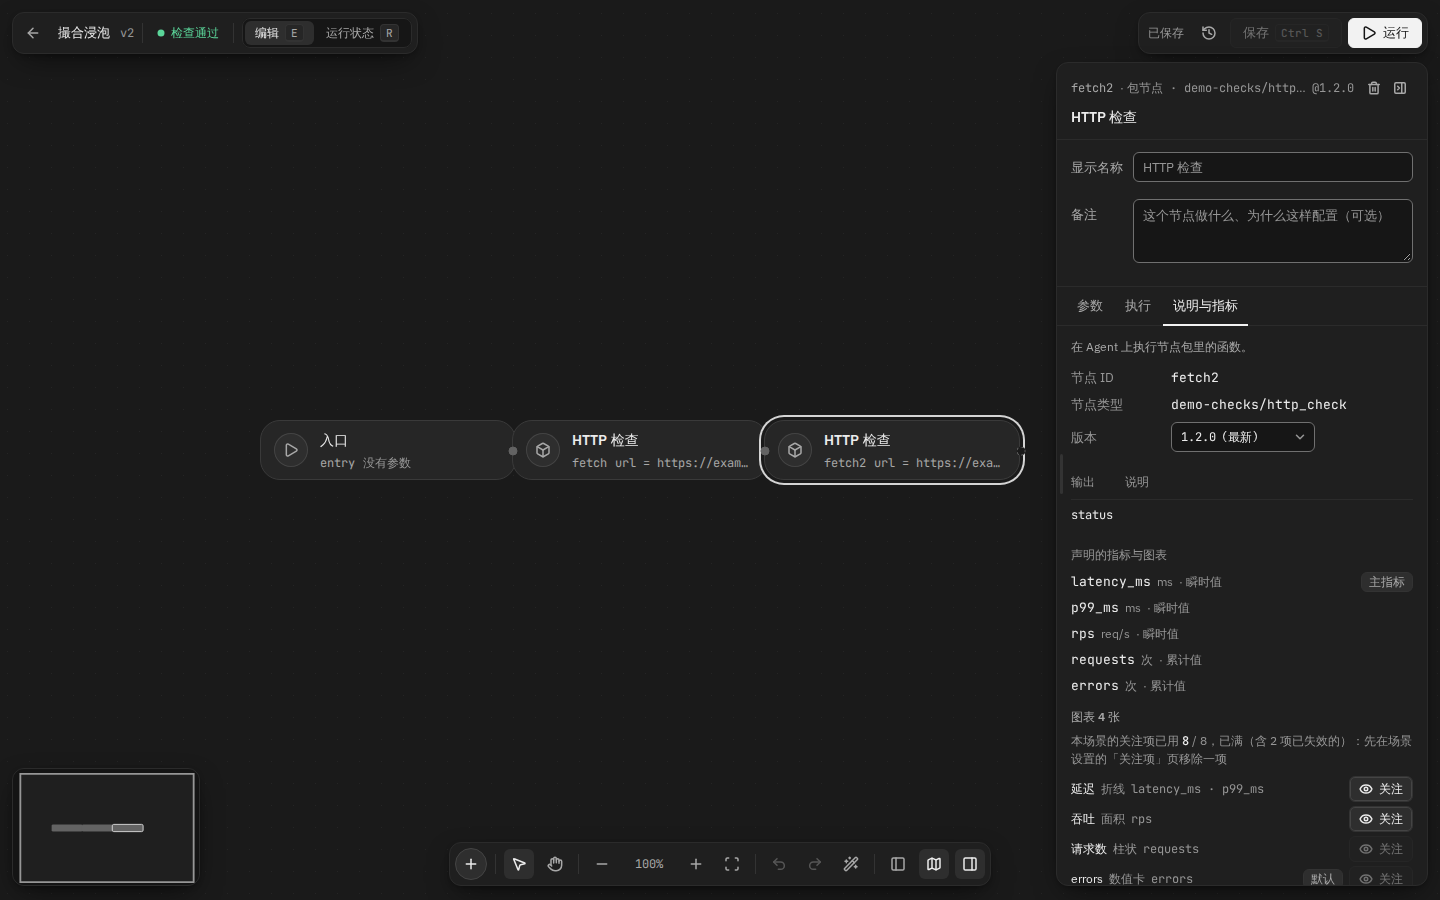 撮合浸泡 v2 检查通过 编辑 E 运行状态 R
已保存 保存 Ctrl S 运行
fetch2 · 包节点 · demo-checks/http… @1.2.0
HTTP 检查
显示名称 HTTP 检查
备注 这个节点做什么、为什么这样配置（可选）
参数 执行 说明与指标
在 Agent 上执行节点包里的函数。
节点 ID fetch2
节点类型 demo-checks/http_check
版本 1.2.0 (最新)
输出 说明
status
声明的指标与图表
latency_ms ms · 瞬时值 主指标
p99_ms ms · 瞬时值
rps req/s · 瞬时值
requests 次 · 累计值
errors 次 · 累计值
图表 4 张
本场景的关注项已用 8 / 8，已满（含 2 项已失效的）：先在场景
设置的「关注项」页移除一项
延迟 折线 latency_ms · p99_ms 关注
吞吐 面积 rps 关注
请求数 柱状 requests 关注
errors 数值卡 errors 默认 关注
入口
entry 没有参数
HTTP 检查
fetch url = https://exam…
HTTP 检查
fetch2 url = https://exa…
100%